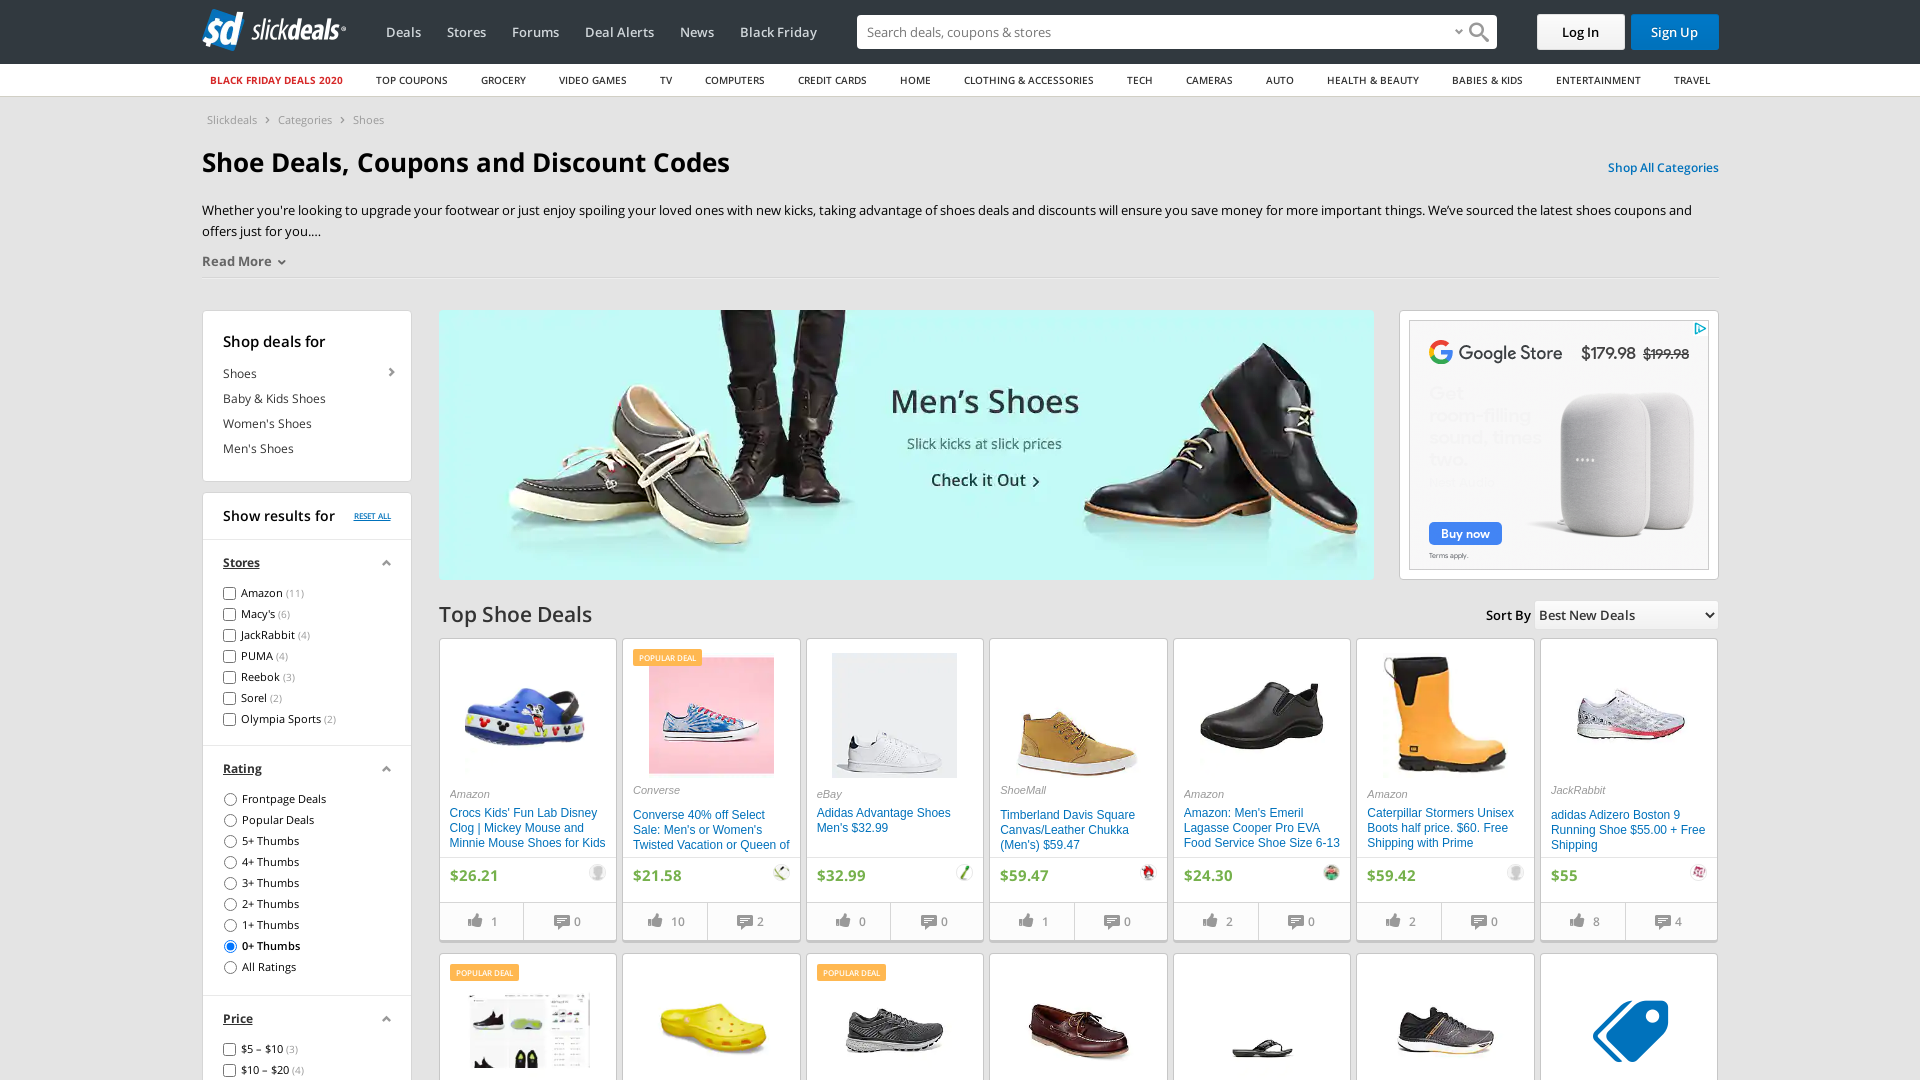 sd slickdeals
Deals Stores Forums Deal Alerts News Black Friday
Search deals, coupons & stores
Log In
Sign Up
BLACK FRIDAY DEALS 2020 TOP COUPONS GROCERY VIDEO GAMES TV COMPUTERS CREDIT CARDS HOME CLOTHING & ACCESSORIES TECH CAMERAS AUTO HEALTH & BEAUTY BABIES & KIDS ENTERTAINMENT TRAVEL
Slickdeals Categories Shoes
Shoe Deals, Coupons and Discount Codes
Shop All Categories
Whether you're looking to upgrade your footwear or just enjoy spoiling your loved ones with new kicks, taking advantage of shoes deals and discounts will ensure you save money for more important things. We’ve sourced the latest shoes coupons and
offers just for you....
Read More
Shop deals for
Shoes
Baby & Kids Shoes
Women's Shoes
Men's Shoes
Show results for RESET ALL
Stores
Amazon (11)
Macy's (6)
JackRabbit (4)
PUMA (4)
Reebok (3)
Sorel (2)
Olympia Sports (2)
Rating
Frontpage Deals
Popular Deals
5+ Thumbs
4+ Thumbs
3+ Thumbs
2+ Thumbs
1+ Thumbs
0+ Thumbs
All Ratings
Price
$5 – $10 (3)
$10 – $20 (4)
Men’s Shoes
Slick kicks at slick prices
Check it Out
Google Store $179.98 $199.98
Get
room-filling
sound, times
two.
Buy now
Terms apply.
Top Shoe Deals
Sort By Best New Deals
Amazon
Crocs Kids' Fun Lab Disney
Clog | Mickey Mouse and
Minnie Mouse Shoes for Kids
$26.21
1 0
POPULAR DEAL
Converse
Converse 40% off Select
Sale: Men's or Women's
Twisted Vacation or Queen of
$21.58
10 2
eBay
Adidas Advantage Shoes
Men's $32.99
$32.99
0 0
ShoeMall
Timberland Davis Square
Canvas/Leather Chukka
(Men's) $59.47
$59.47
1 0
Amazon
Amazon: Men's Emeril
Lagasse Cooper Pro EVA
Food Service Shoe Size 6-13
$24.30
2 0
Amazon
Caterpillar Stormers Unisex
Boots half price. $60. Free
Shipping with Prime
$59.42
2 0
JackRabbit
adidas Adizero Boston 9
Running Shoe $55.00 + Free
Shipping
$55
8 4
POPULAR DEAL
POPULAR DEAL